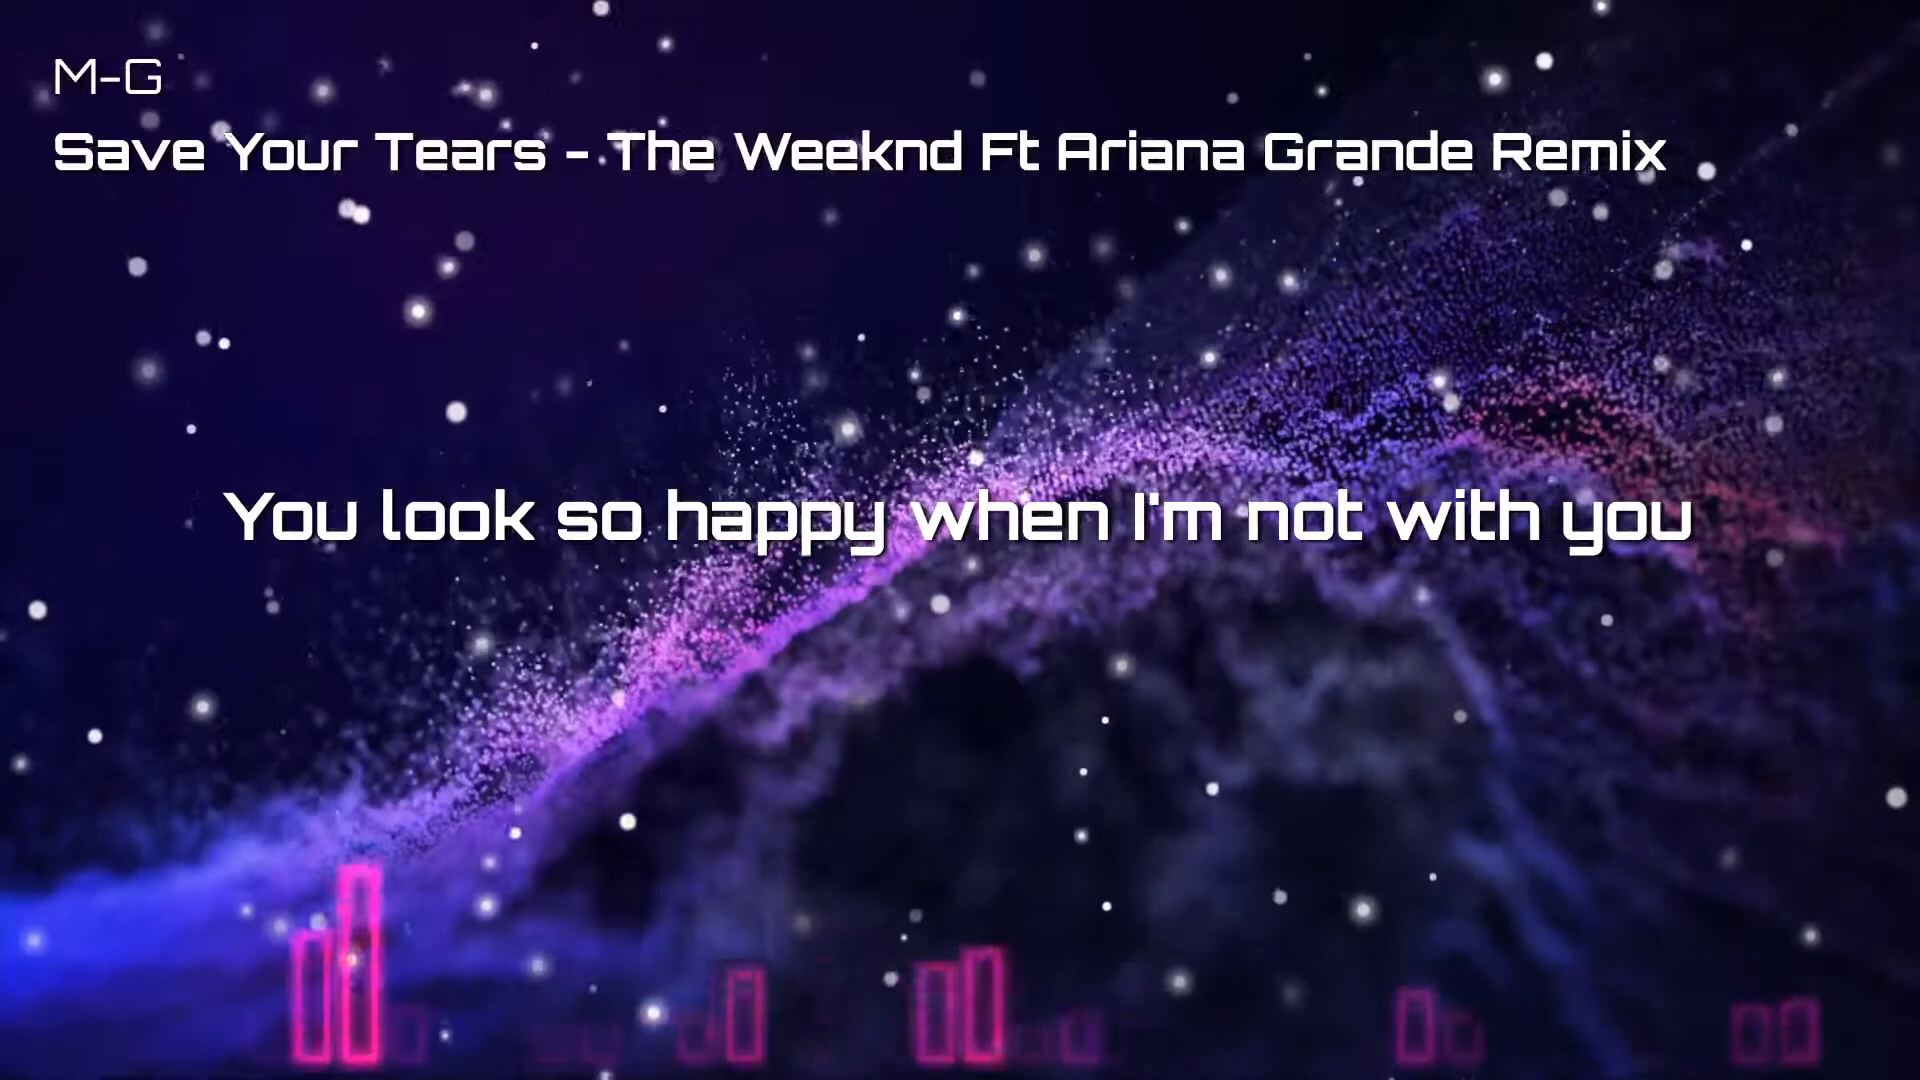 M-G
Save Your Tears - The Weeknd Ft Ariana Grande Remix
You look so happy when I'm not with you